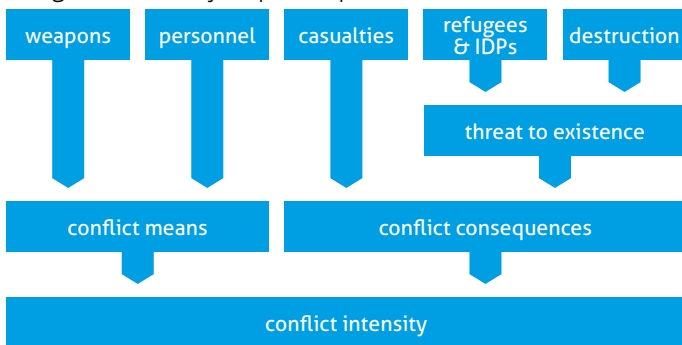 weapons
personnel
casualties
refugees
& IDPs
destruction
threat to existence
conflict means
conflict consequences
conflict intensity